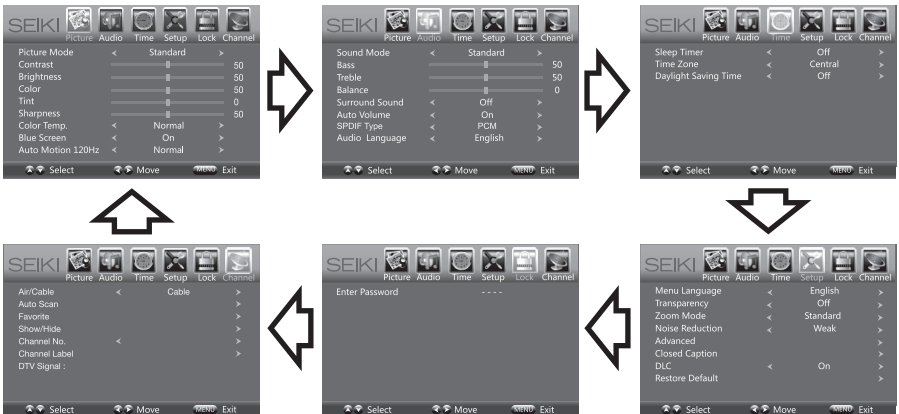 SEIKI
Picture Audio Time Setup Lock Channel
Picture Mode < Standard >
Contrast 50
Brightness 50
Color 50
Tint 0
Sharpness 50
Color Temp. < Normal >
Blue Screen < On >
Auto Motion 120Hz < Normal >
Select Move MENU Exit
SEIKI
Picture Audio Time Setup Lock Channel
Sound Mode < Standard >
Bass 50
Treble 50
Balance 0
Surround Sound < Off >
Auto Volume < On >
SPDIF Type < PCM >
Audio Language < English >
Select Move MENU Exit
SEIKI
Picture Audio Time Setup Lock Channel
Sleep Timer < Off >
Time Zone < Central >
Daylight Saving Time < Off >
Select Move MENU Exit
SEIKI
Picture Audio Time Setup Lock Channel
Air/Cable < Cable >
Auto Scan >
Favorite >
Show/Hide >
Channel No. < >
Channel Label >
DTV Signal :
Select Move MENU Exit
SEIKI
Picture Audio Time Setup Lock Channel
Enter Password - - - -
Select Move MENU Exit
SEIKI
Picture Audio Time Setup Lock Channel
Menu Language < English >
Transparency < Off >
Zoom Mode < Standard >
Noise Reduction < Weak >
Advanced >
Closed Caption >
DLC < On >
Restore Default >
Select Move MENU Exit